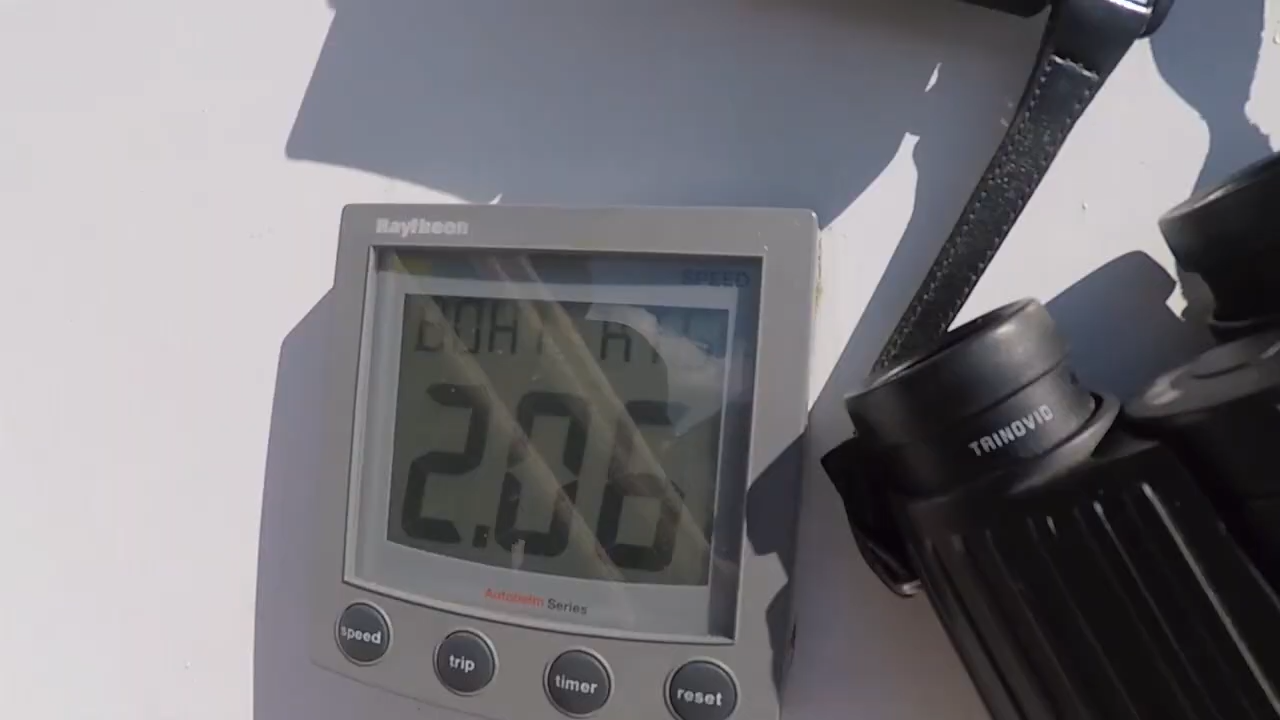 Raytheon
SPEED
2.06
Autohelm Series
speed
trip
timer
reset
TRINOVID